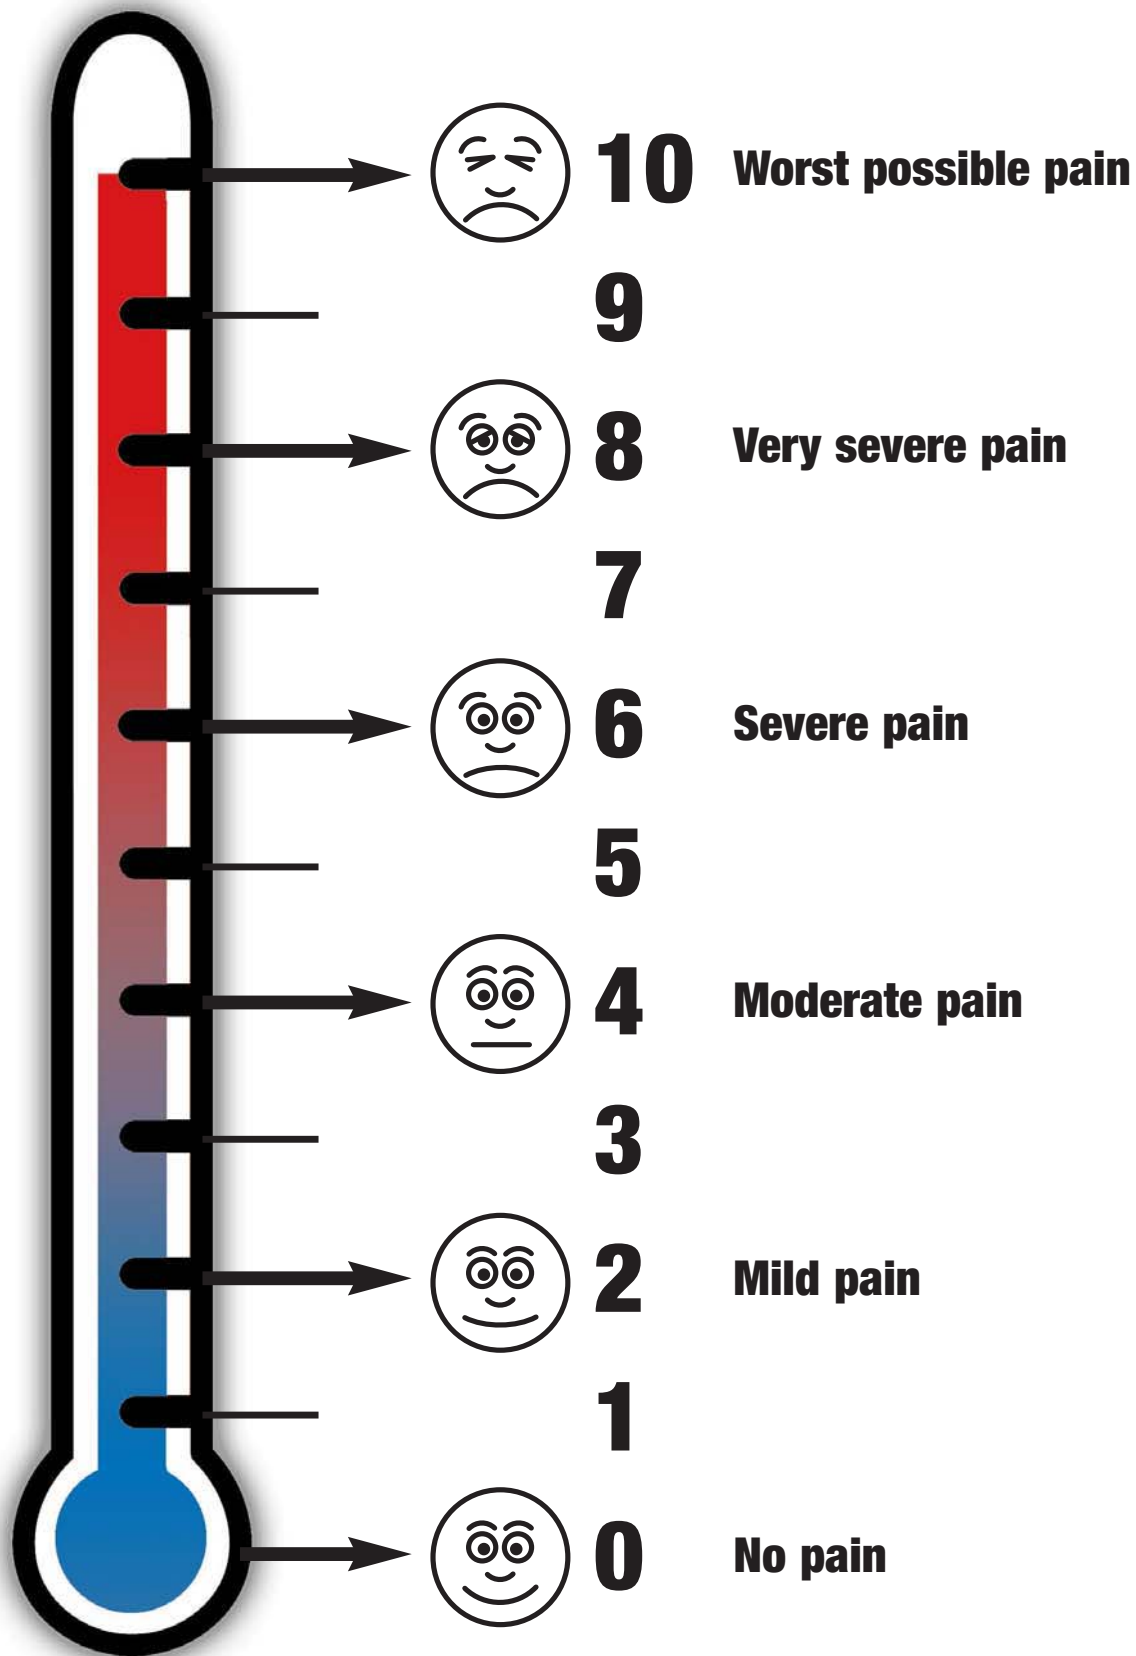 10 Worst possible pain
9
8 Very severe pain
7
6 Severe pain
5
4 Moderate pain
3
2 Mild pain
1
0 No pain